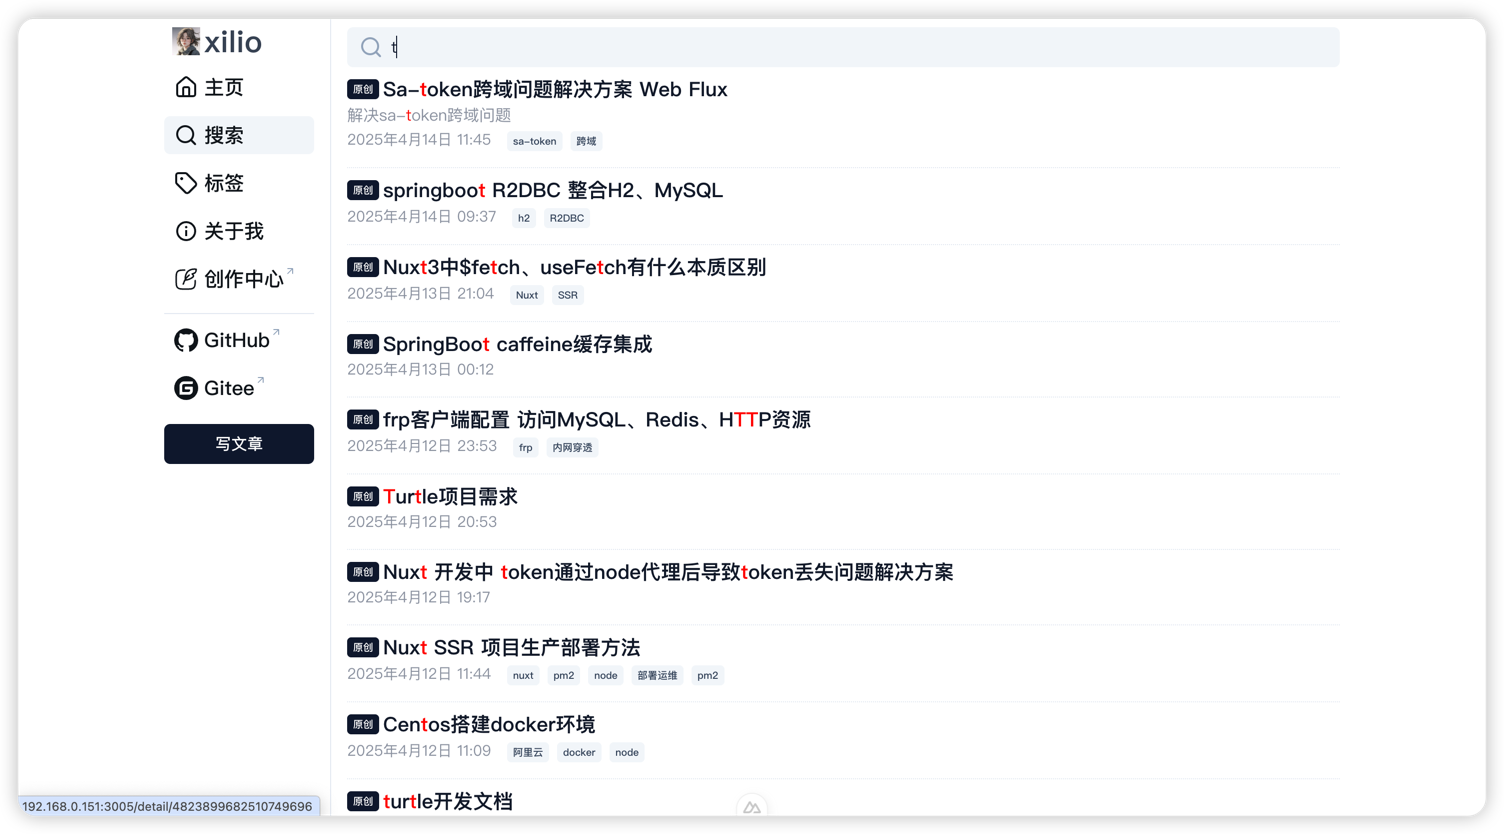 xilio
主页
搜索
标签
关于我
创作中心
GitHub
Gitee
写文章
t
原创 Sa-token跨域问题解决方案 Web Flux
解决sa-token跨域问题
2025年4月14日 11:45 sa-token 跨域
原创 springboot R2DBC 整合H2、MySQL
2025年4月14日 09:37 h2 R2DBC
原创 Nuxt3中$fetch、useFetch有什么本质区别
2025年4月13日 21:04 Nuxt SSR
原创 SpringBoot caffeine缓存集成
2025年4月13日 00:12
原创 frp客户端配置 访问MySQL、Redis、HTTP资源
2025年4月12日 23:53 frp 内网穿透
原创 Turtle项目需求
2025年4月12日 20:53
原创 Nuxt 开发中 token通过node代理后导致token丢失问题解决方案
2025年4月12日 19:17
原创 Nuxt SSR 项目生产部署方法
2025年4月12日 11:44 nuxt pm2 node 部署运维 pm2
原创 Centos搭建docker环境
2025年4月12日 11:09 阿里云 docker node
原创 turtle开发文档
192.168.0.151:3005/detail/4823899682510749696